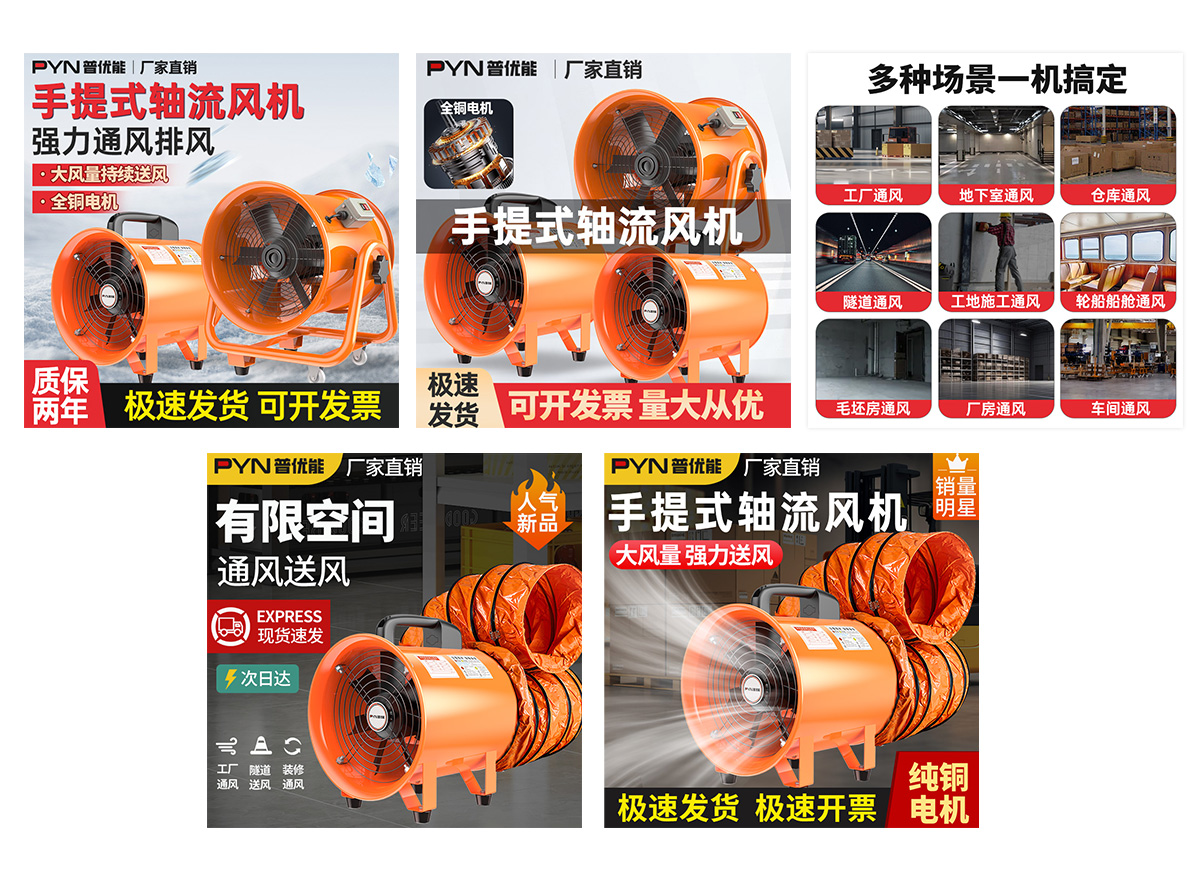 PYN普优能 | 厂家直销
手提式轴流风机
强力通风排风
·大风量持续送风
·全铜电机
质保
两年
极速发货 可开发票
PYN普优能 | 厂家直销
全铜电机
手提式轴流风机
极速
发货
可开发票 量大从优
多种场景一机搞定
工厂通风
地下室通风
仓库通风
隧道通风
工地施工通风
轮船船舱通风
毛坯房通风
厂房通风
车间通风
PYN普优能 厂家直销
有限空间
通风送风
人气
新品
EXPRESS
现货速发
次日达
工厂
通风
隧道
送风
装修
通风
PYN普优能 厂家直销
销量
明星
手提式轴流风机
大风量 强力送风
极速发货 极速开票
纯铜
电机